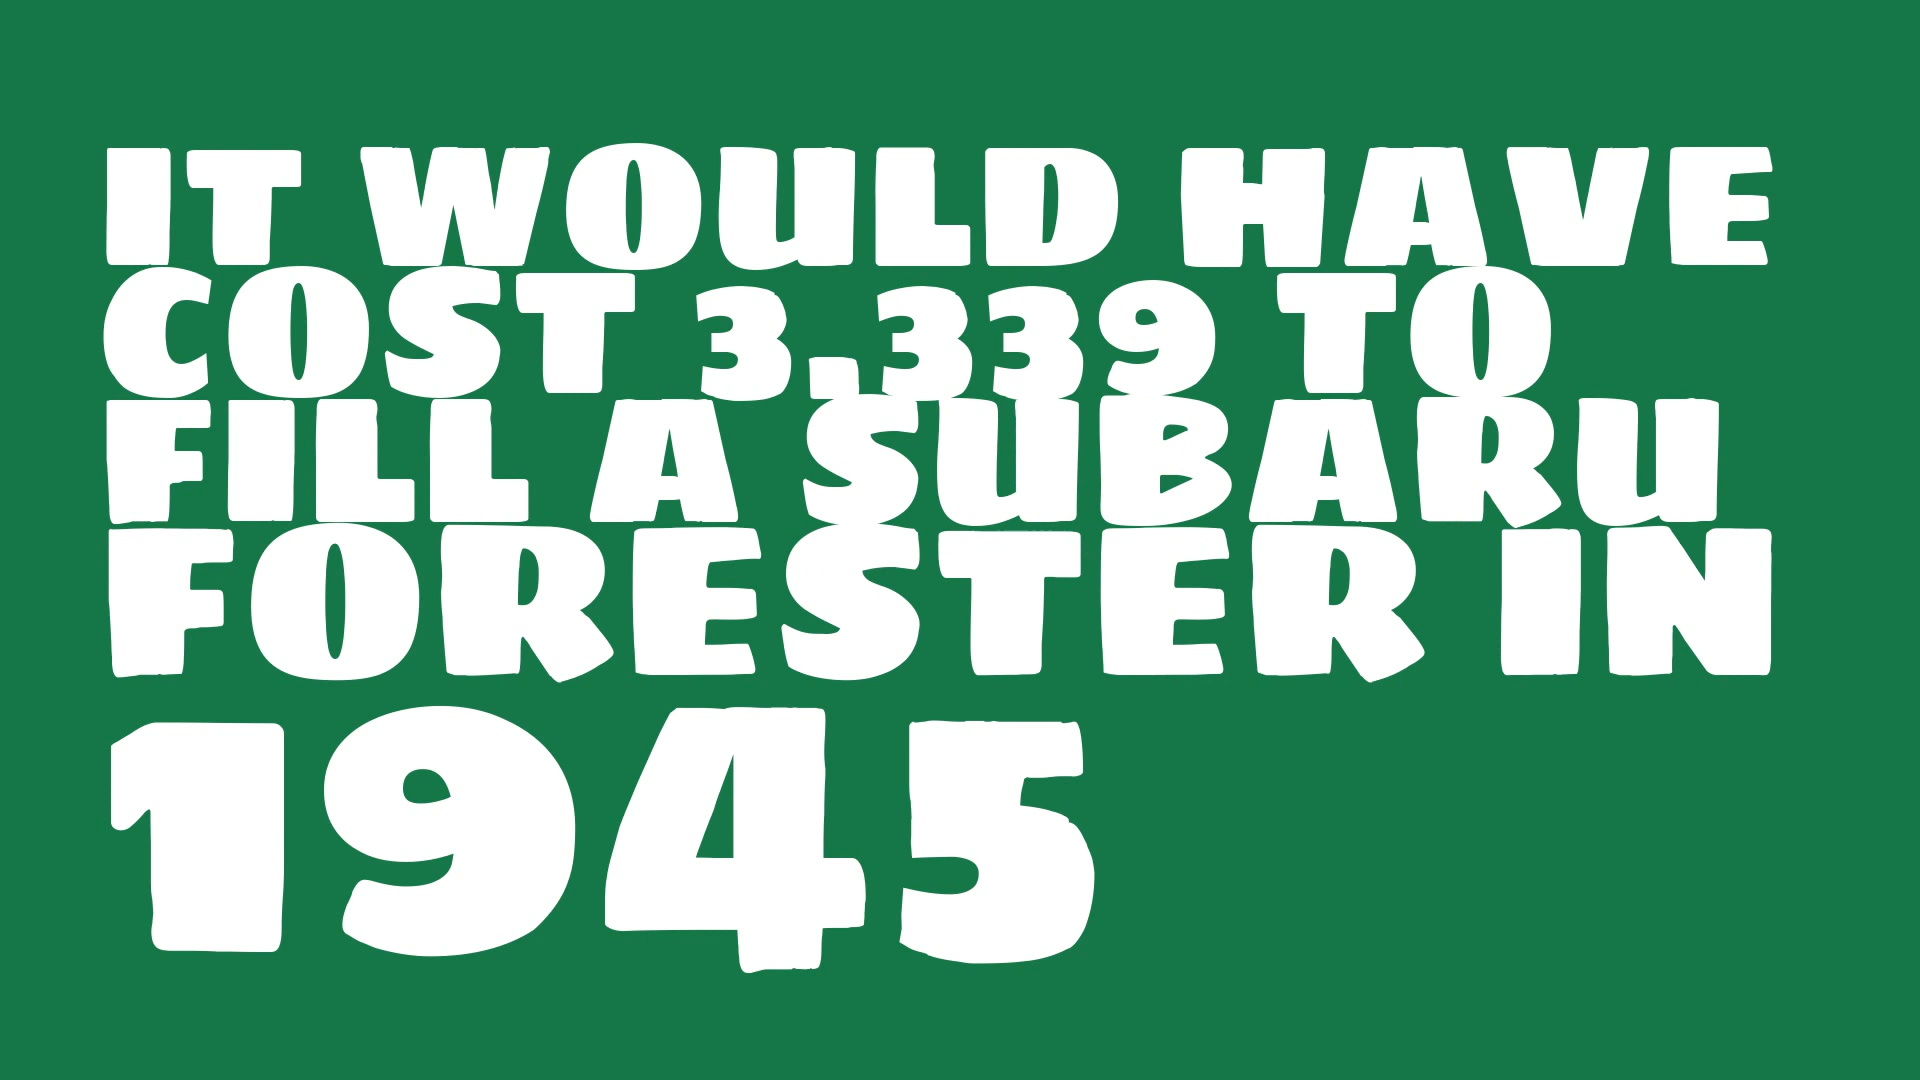 IT WOULD HAVE
COST 3,339 TO
FILL A SUBARU
FORESTER IN
1945